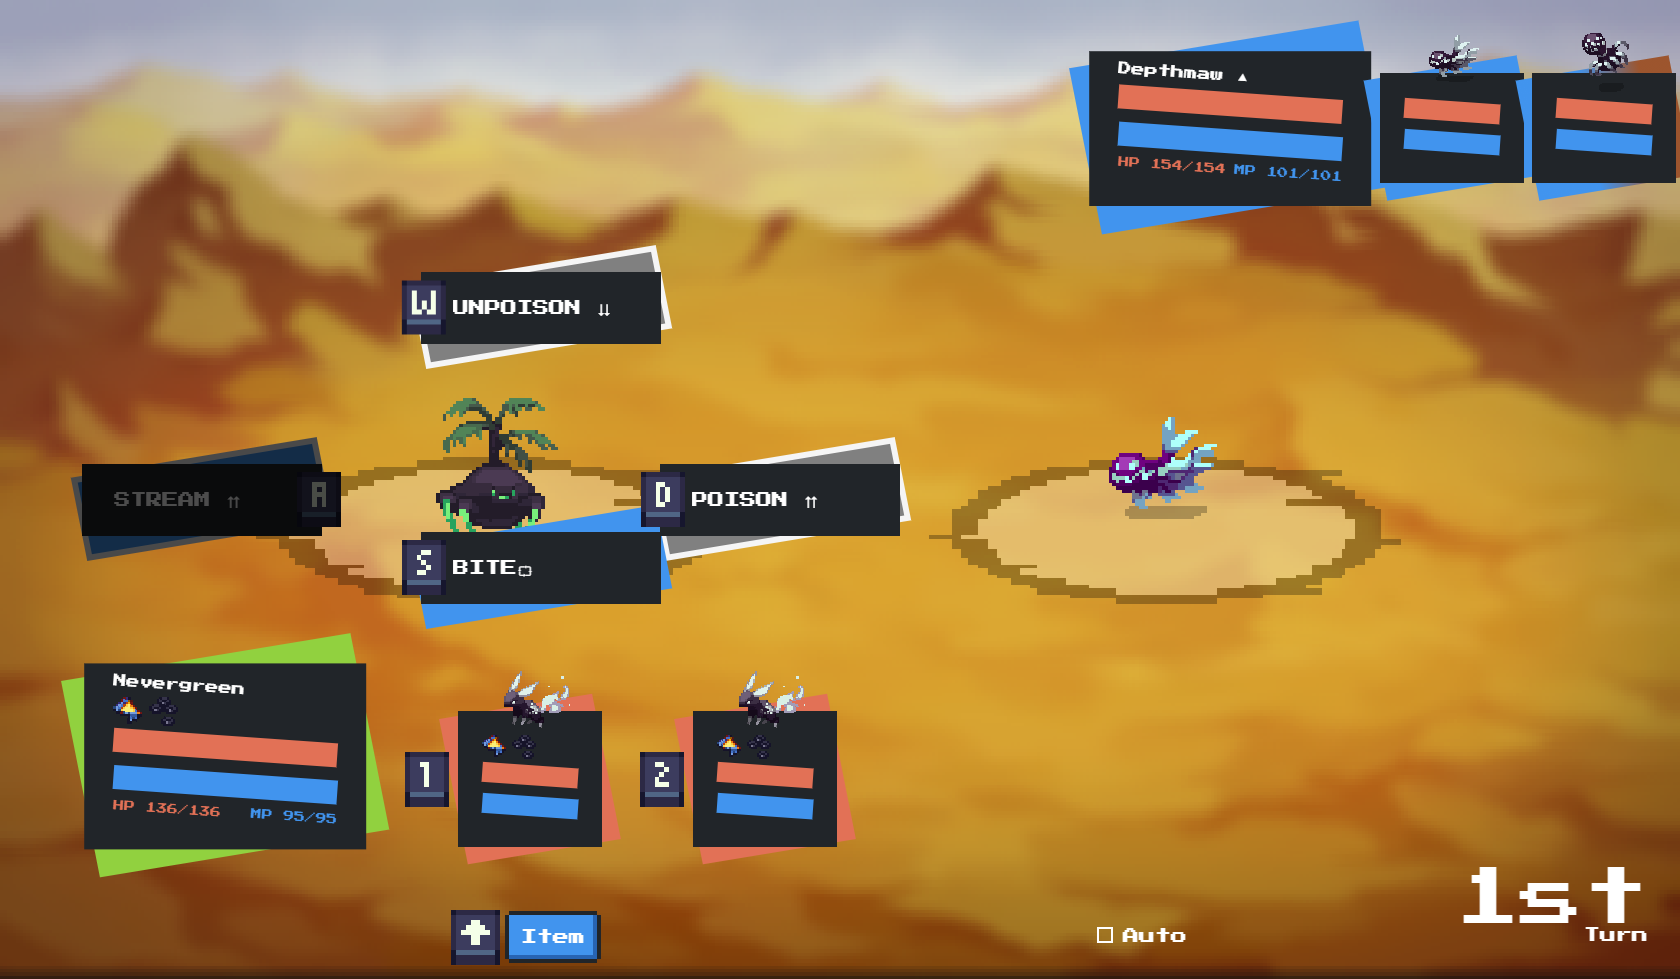 Depthmaw ▲
HP 154/154 MP 101/101
W UNPOISON ⇊
STREAM ⇈ A
D POISON ⇈
S BITE
Nevergreen
HP 136/136 MP 95/95
1
2
Item
Auto
1st
Turn